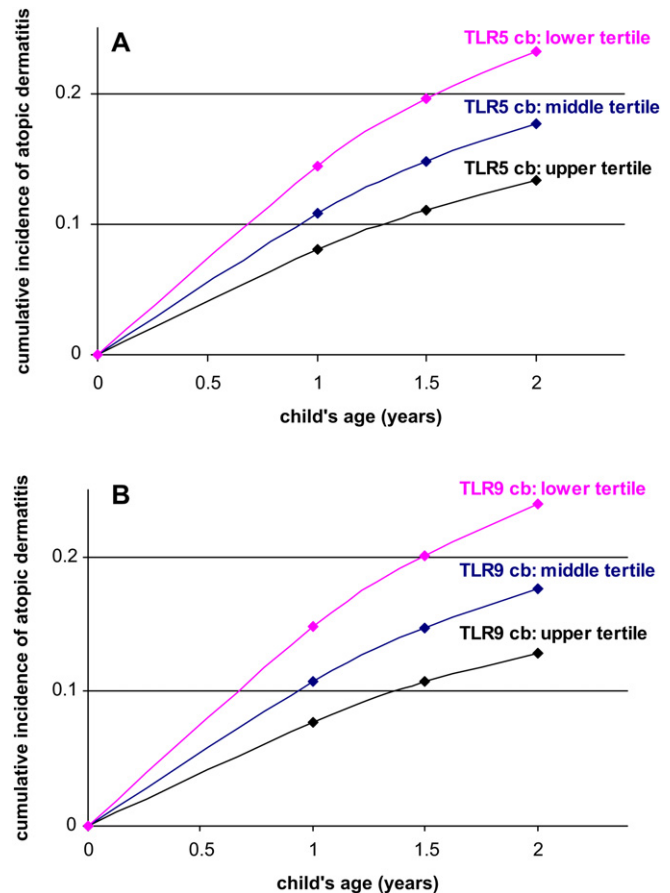 A
TLR5 cb: lower tertile
TLR5 cb: middle tertile
TLR5 cb: upper tertile
cumulative incidence of atopic dermatitis
0.2
0.1
0
0 0.5 1 1.5 2
child's age (years)
B
TLR9 cb: lower tertile
TLR9 cb: middle tertile
TLR9 cb: upper tertile
cumulative incidence of atopic dermatitis
0.2
0.1
0
0 0.5 1 1.5 2
child's age (years)